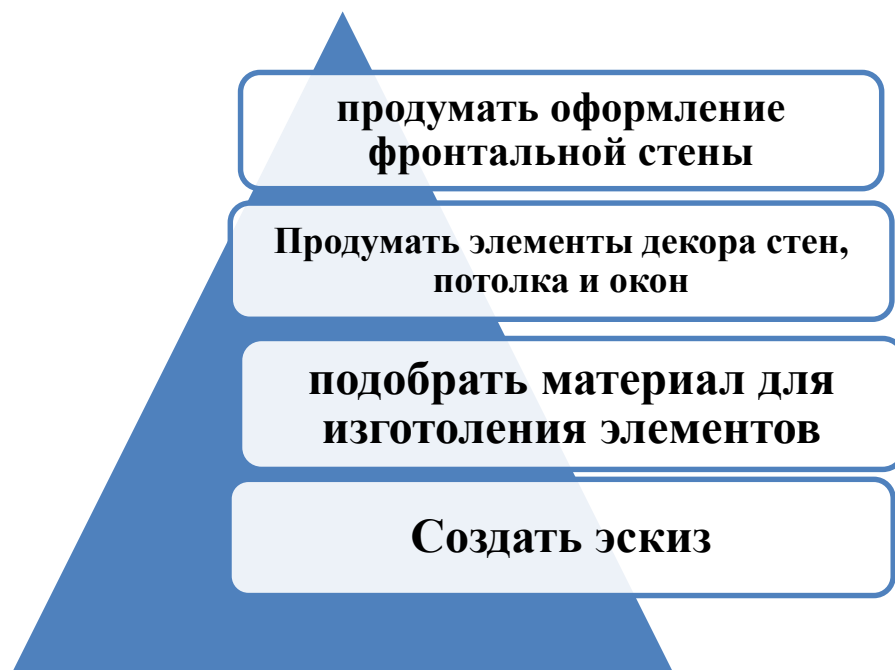 продумать оформление
фронтальной стены
Продумать элементы декора стен,
потолка и окон
подобрать материал для
изготоления элементов
Создать эскиз